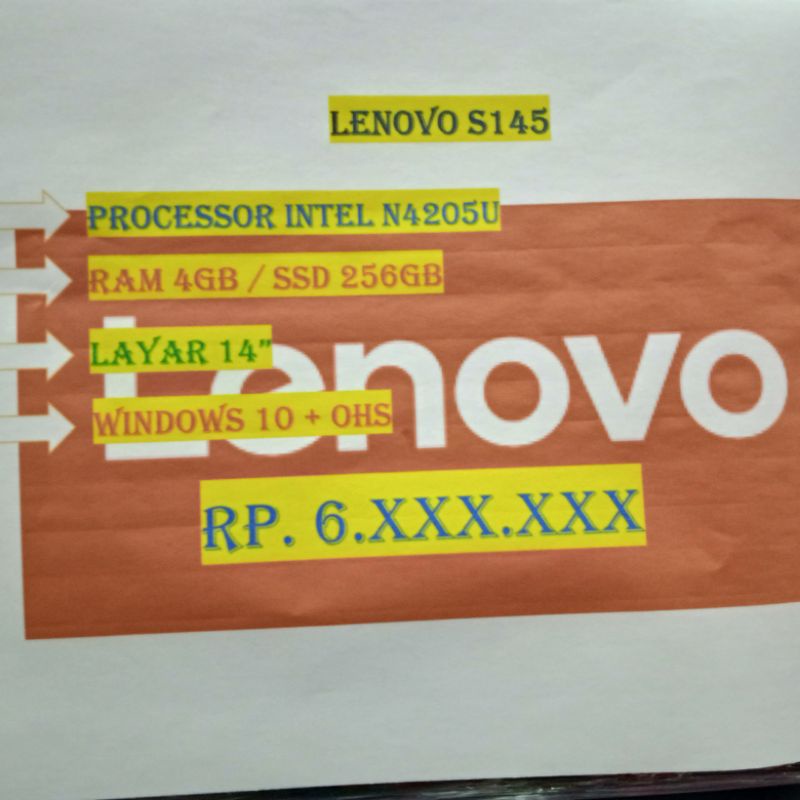 LENOVO S145
PROCESSOR INTEL N4205U
RAM 4GB / SSD 256GB
LAYAR 14"
Lenovo
WINDOWS 10 + OHS
RP. 6.XXX.XXX